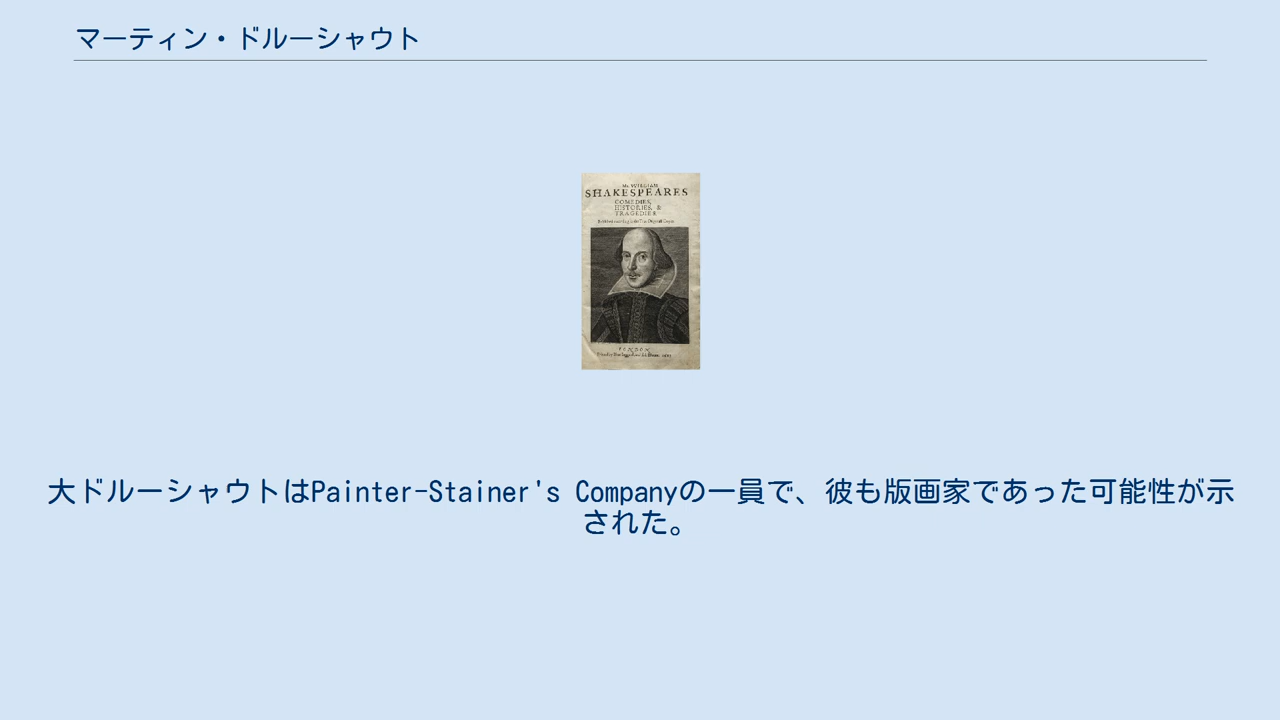 マーティン・ドルーシャウト
Mr. WILLIAM
SHAKESPEARES
COMEDIES,
HISTORIES, &
TRAGEDIES
LONDON
大ドルーシャウトはPainter-Stainer's Companyの一員で、彼も版画家であった可能性が示
された。